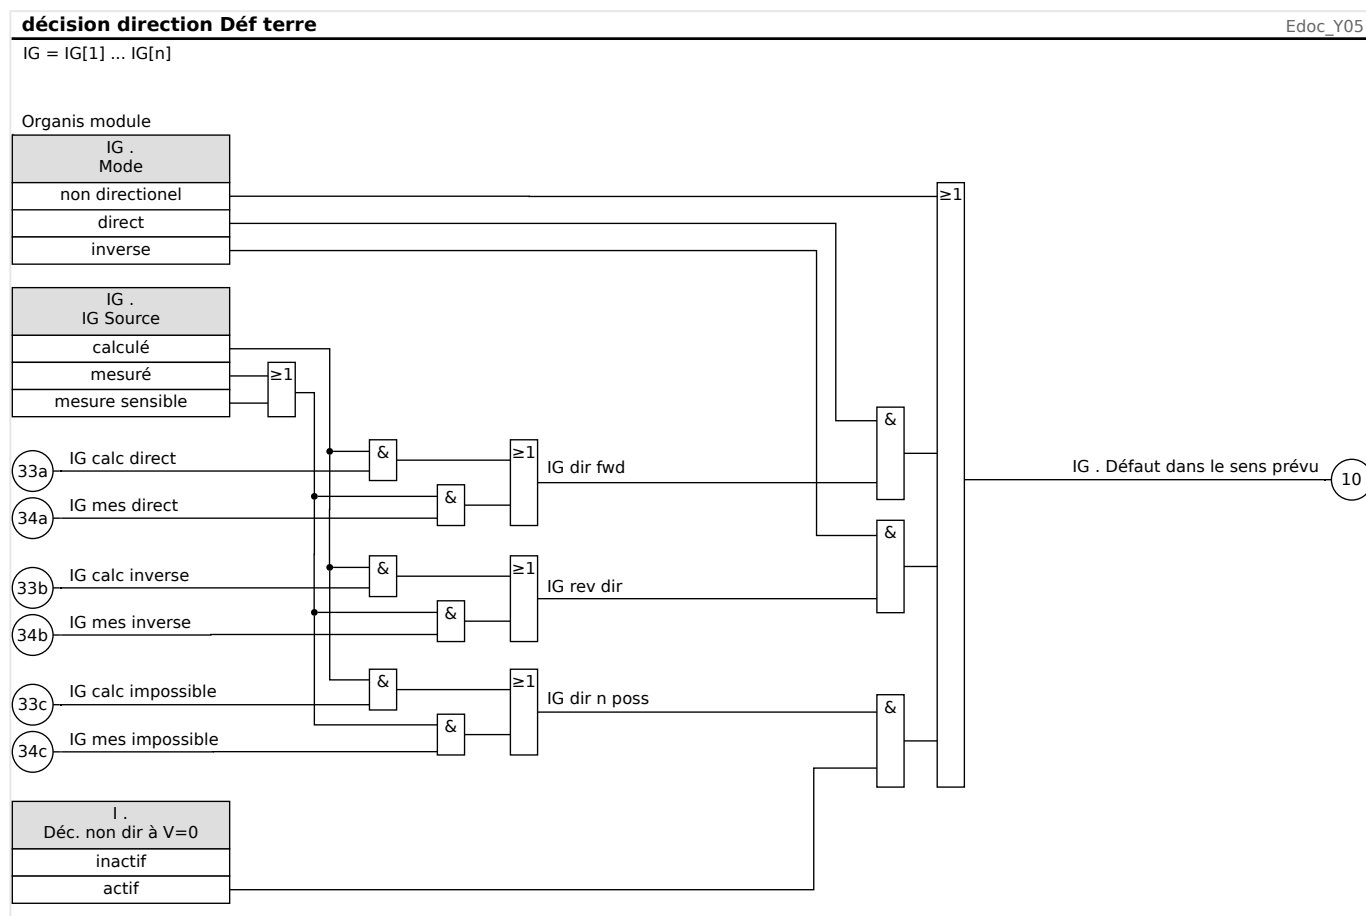 décision direction Déf terre
Edoc_Y05
IG = IG[1] ... IG[n]
Organis module
IG .
Mode
non directionel
direct
inverse
≥1
IG .
IG Source
calculé
mesuré
mesure sensible
≥1
&
33a
IG calc direct
&
≥1
IG dir fwd
34a
IG mes direct
&
IG . Défaut dans le sens prévu
10
&
33b
IG calc inverse
&
≥1
IG rev dir
34b
IG mes inverse
&
33c
IG calc impossible
&
≥1
IG dir n poss
&
34c
IG mes impossible
&
I .
Déc. non dir à V=0
inactif
actif